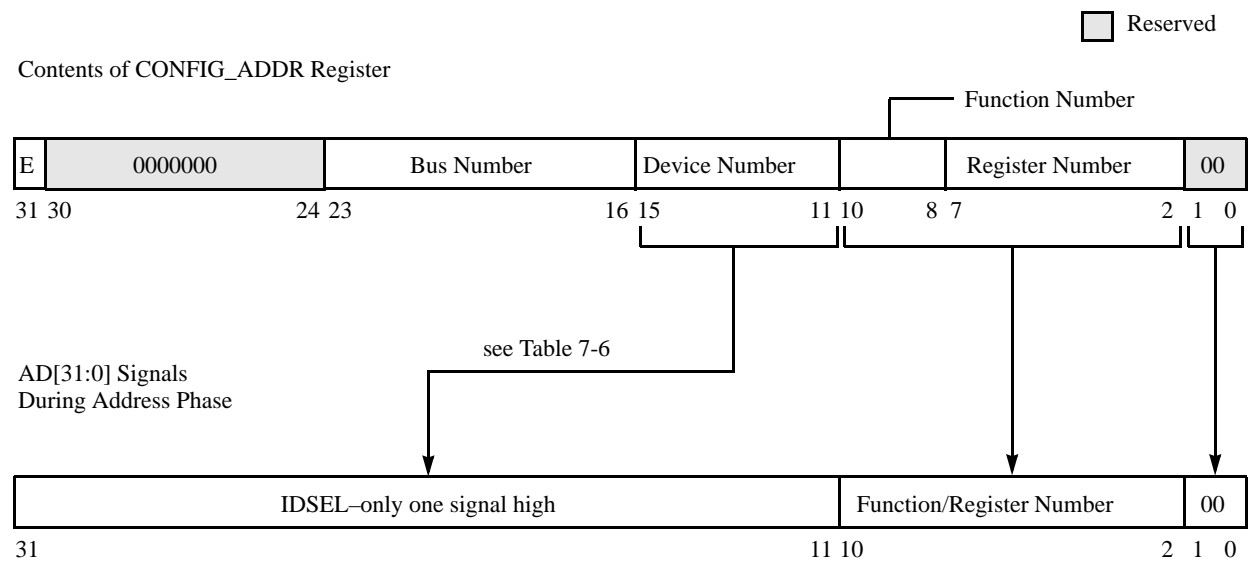 Reserved
Contents of CONFIG_ADDR Register
Function Number
E 0000000 Bus Number Device Number Register Number 00
31 30 24 23 16 15 11 10 8 7 2 1 0
see Table 7-6
AD[31:0] Signals
During Address Phase
IDSEL–only one signal high Function/Register Number 00
31 11 10 2 1 0